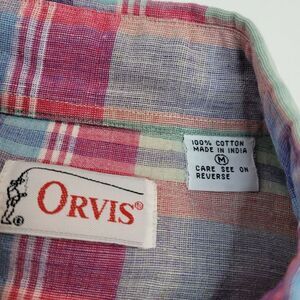 ORVIS®
100% COTTON
MADE IN INDIA
M
CARE SEE ON
REVERSE